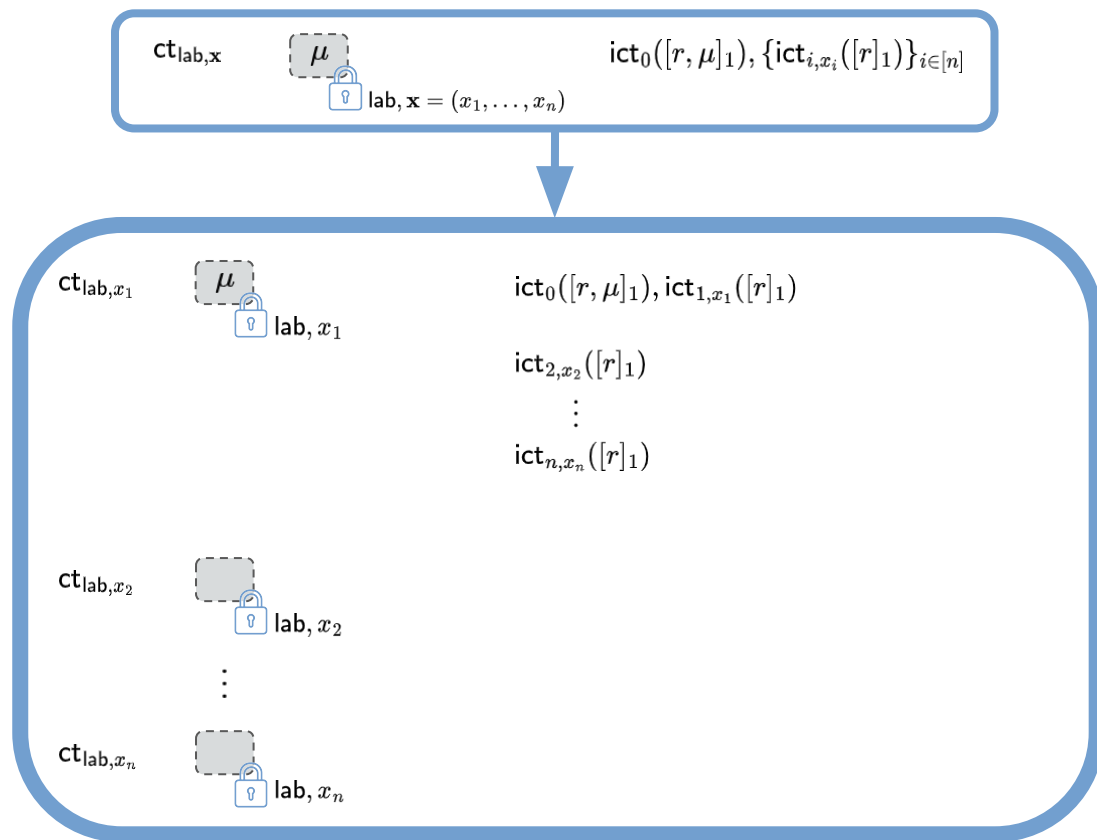 ct_{lab,𝐱} μ ict_0([r, μ]_1), {ict_{i,x_i}([r]_1)}_{i∈[n]}
lab, 𝐱 = (x_1, …, x_n)
ct_{lab,x_1} μ ict_0([r, μ]_1), ict_{1,x_1}([r]_1)
lab, x_1
ict_{2,x_2}([r]_1)
⋮
ict_{n,x_n}([r]_1)
ct_{lab,x_2}
lab, x_2
⋮
ct_{lab,x_n}
lab, x_n